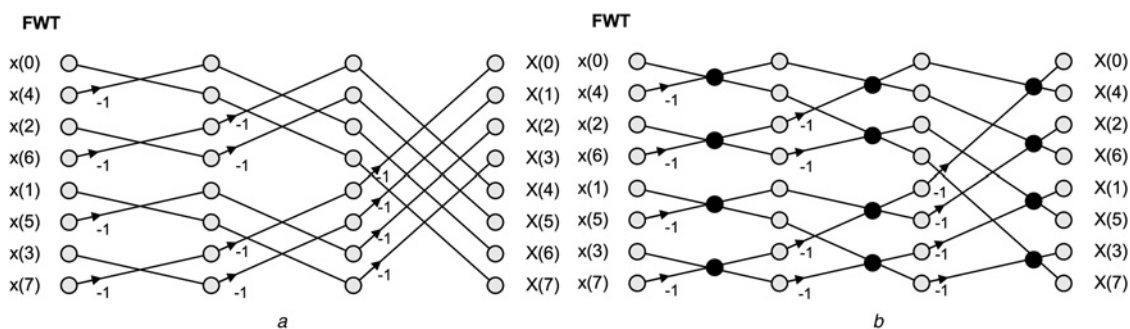 FWT
x(0)
x(4)
x(2)
x(6)
x(1)
x(5)
x(3)
x(7)
-1
-1
-1
-1
-1
-1
-1
-1
-1
-1
-1
-1
X(0)
X(1)
X(2)
X(3)
X(4)
X(5)
X(6)
X(7)
a
FWT
x(0)
x(4)
x(2)
x(6)
x(1)
x(5)
x(3)
x(7)
-1
-1
-1
-1
-1
-1
-1
-1
-1
-1
-1
-1
X(0)
X(4)
X(2)
X(6)
X(1)
X(5)
X(3)
X(7)
b